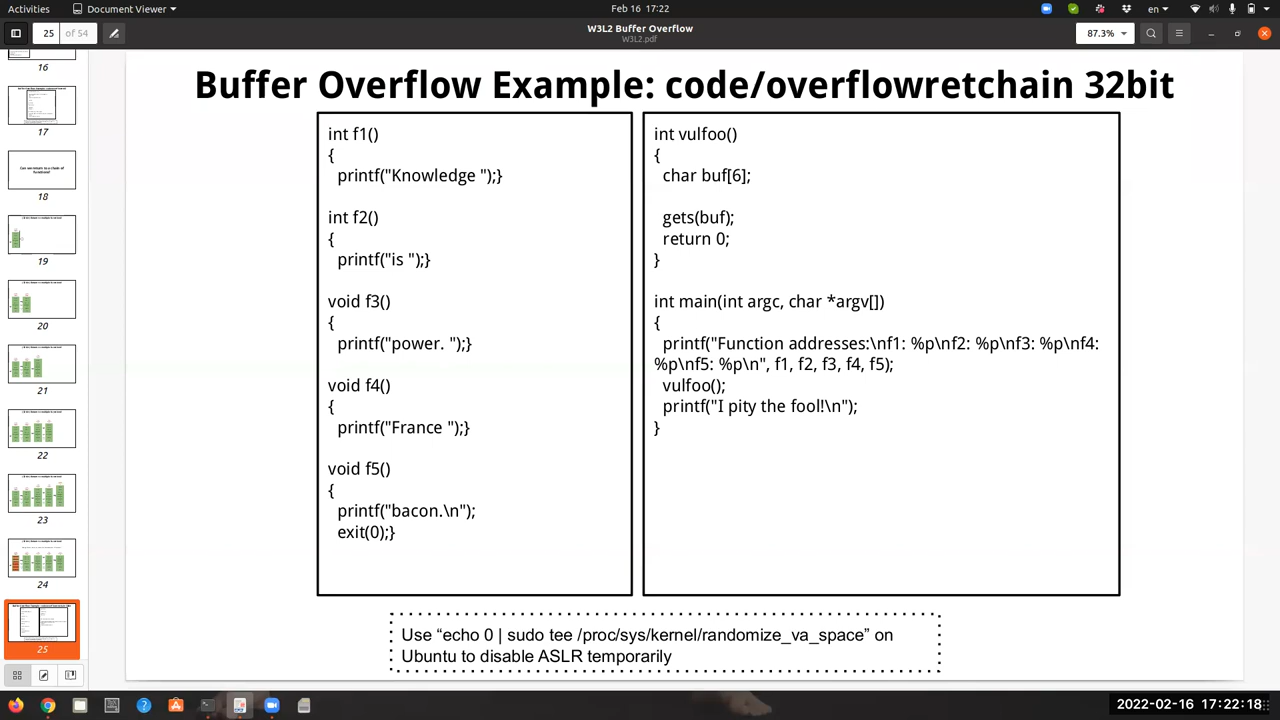 Activities
Document Viewer
Feb 16 17:22
en
25 of 54
W3L2 Buffer Overflow
W3L2.pdf
87.3%
16
17
18
19
20
21
22
23
24
25
Buffer Overflow Example: code/overflowretchain 32bit
int f1()
{
printf("Knowledge ");}
int f2()
{
printf("is ");}
void f3()
{
printf("power. ");}
void f4()
{
printf("France ");}
void f5()
{
printf("bacon.\n");
exit(0);}
int vulfoo()
{
char buf[6];
gets(buf);
return 0;
}
int main(int argc, char *argv[])
{
printf("Function addresses:\nf1: %p\nf2: %p\nf3: %p\nf4:
%p\nf5: %p\n", f1, f2, f3, f4, f5);
vulfoo();
printf("I pity the fool!\n");
}
Use “echo 0 | sudo tee /proc/sys/kernel/randomize_va_space” on
Ubuntu to disable ASLR temporarily
2022-02-16 17:22:18